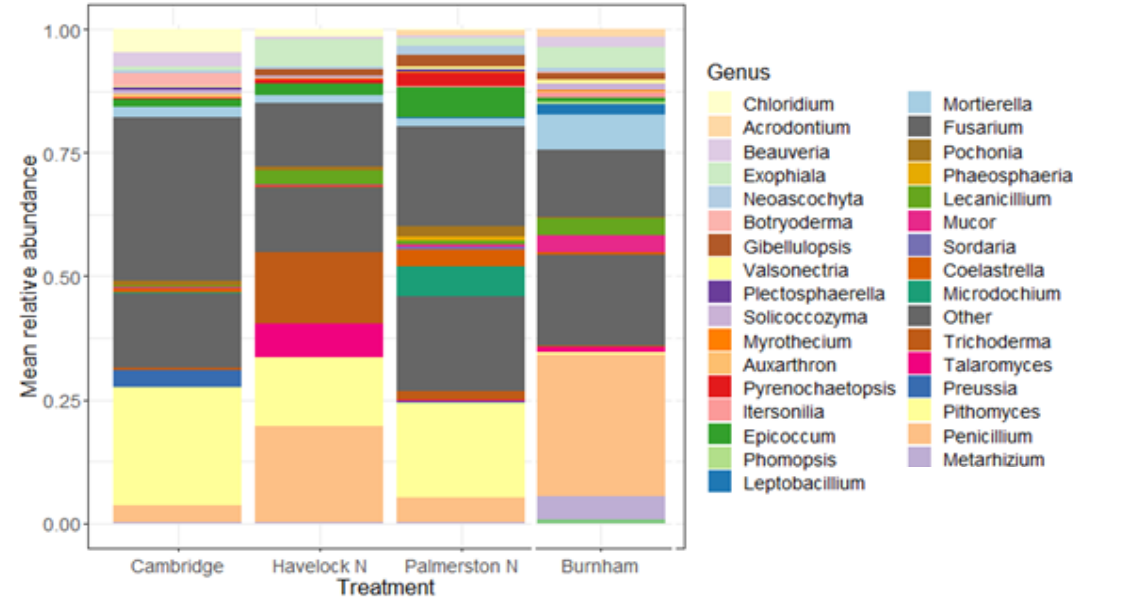 1.00
0.75
0.50
0.25
0.00
Mean relative abundance
Cambridge Havelock N Palmerston N Burnham
Treatment
Genus
Chloridium
Acrodontium
Beauveria
Exophiala
Neoascochyta
Botryoderma
Gibellulopsis
Valsonectria
Plectosphaerella
Solicoccozyma
Myrothecium
Auxarthron
Pyrenochaetopsis
Itersonilia
Epicoccum
Phomopsis
Leptobacillium
Mortierella
Fusarium
Pochonia
Phaeosphaeria
Lecanicillium
Mucor
Sordaria
Coelastrella
Microdochium
Other
Trichoderma
Talaromyces
Preussia
Pithomyces
Penicillium
Metarhizium